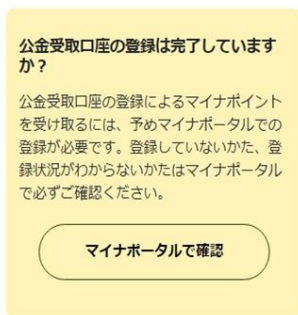 公金受取口座の登録は完了しています
か？
公金受取口座の登録によるマイナポイント
を受け取るには、予めマイナポータルでの
登録が必要です。登録していないかた、登
録状況がわからないかたはマイナポータル
で必ずご確認ください。
マイナポータルで確認